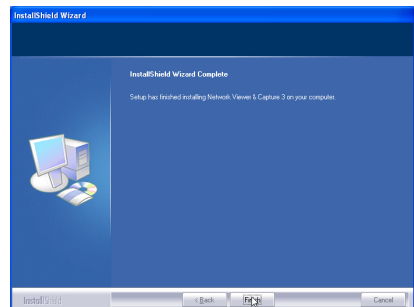 InstallShield Wizard
InstallShield Wizard Complete
Setup has finished installing Network Viewer & Capture 3 on your computer.
InstallShield
< Back Finish Cancel